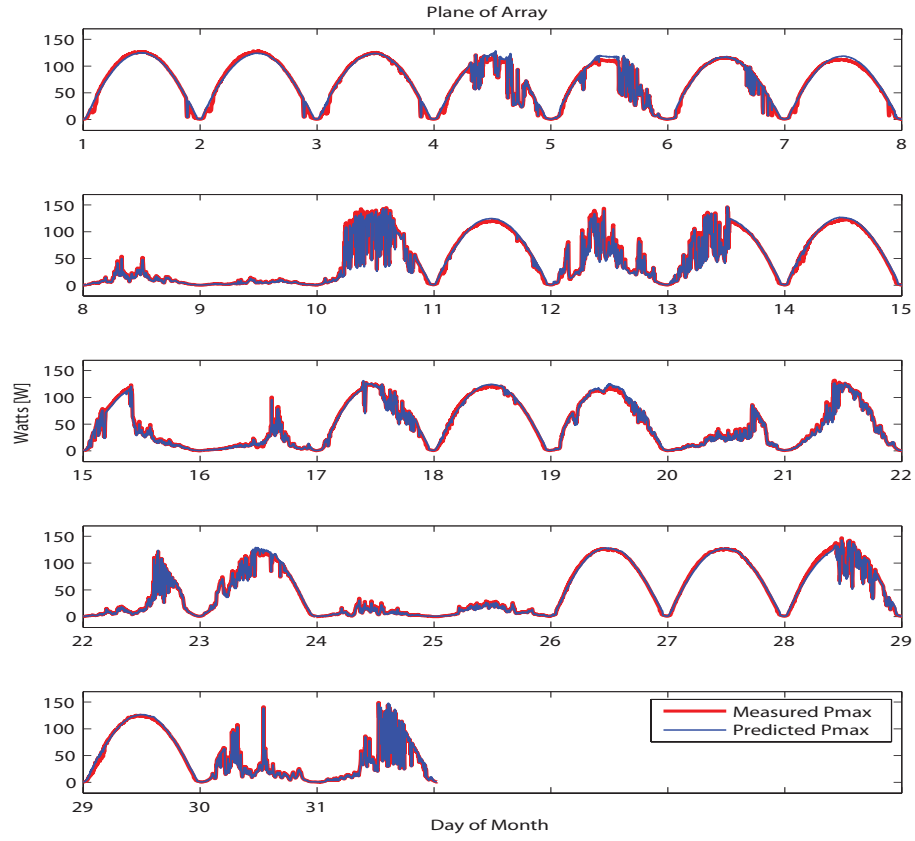 Plane of Array
150
100
50
0
1 2 3 4 5 6 7 8
150
100
50
0
8 9 10 11 12 13 14 15
Watts [W]
150
100
50
0
15 16 17 18 19 20 21 22
150
100
50
0
22 23 24 25 26 27 28 29
150
100
50
0
Measured Pmax
Predicted Pmax
29 30 31
Day of Month